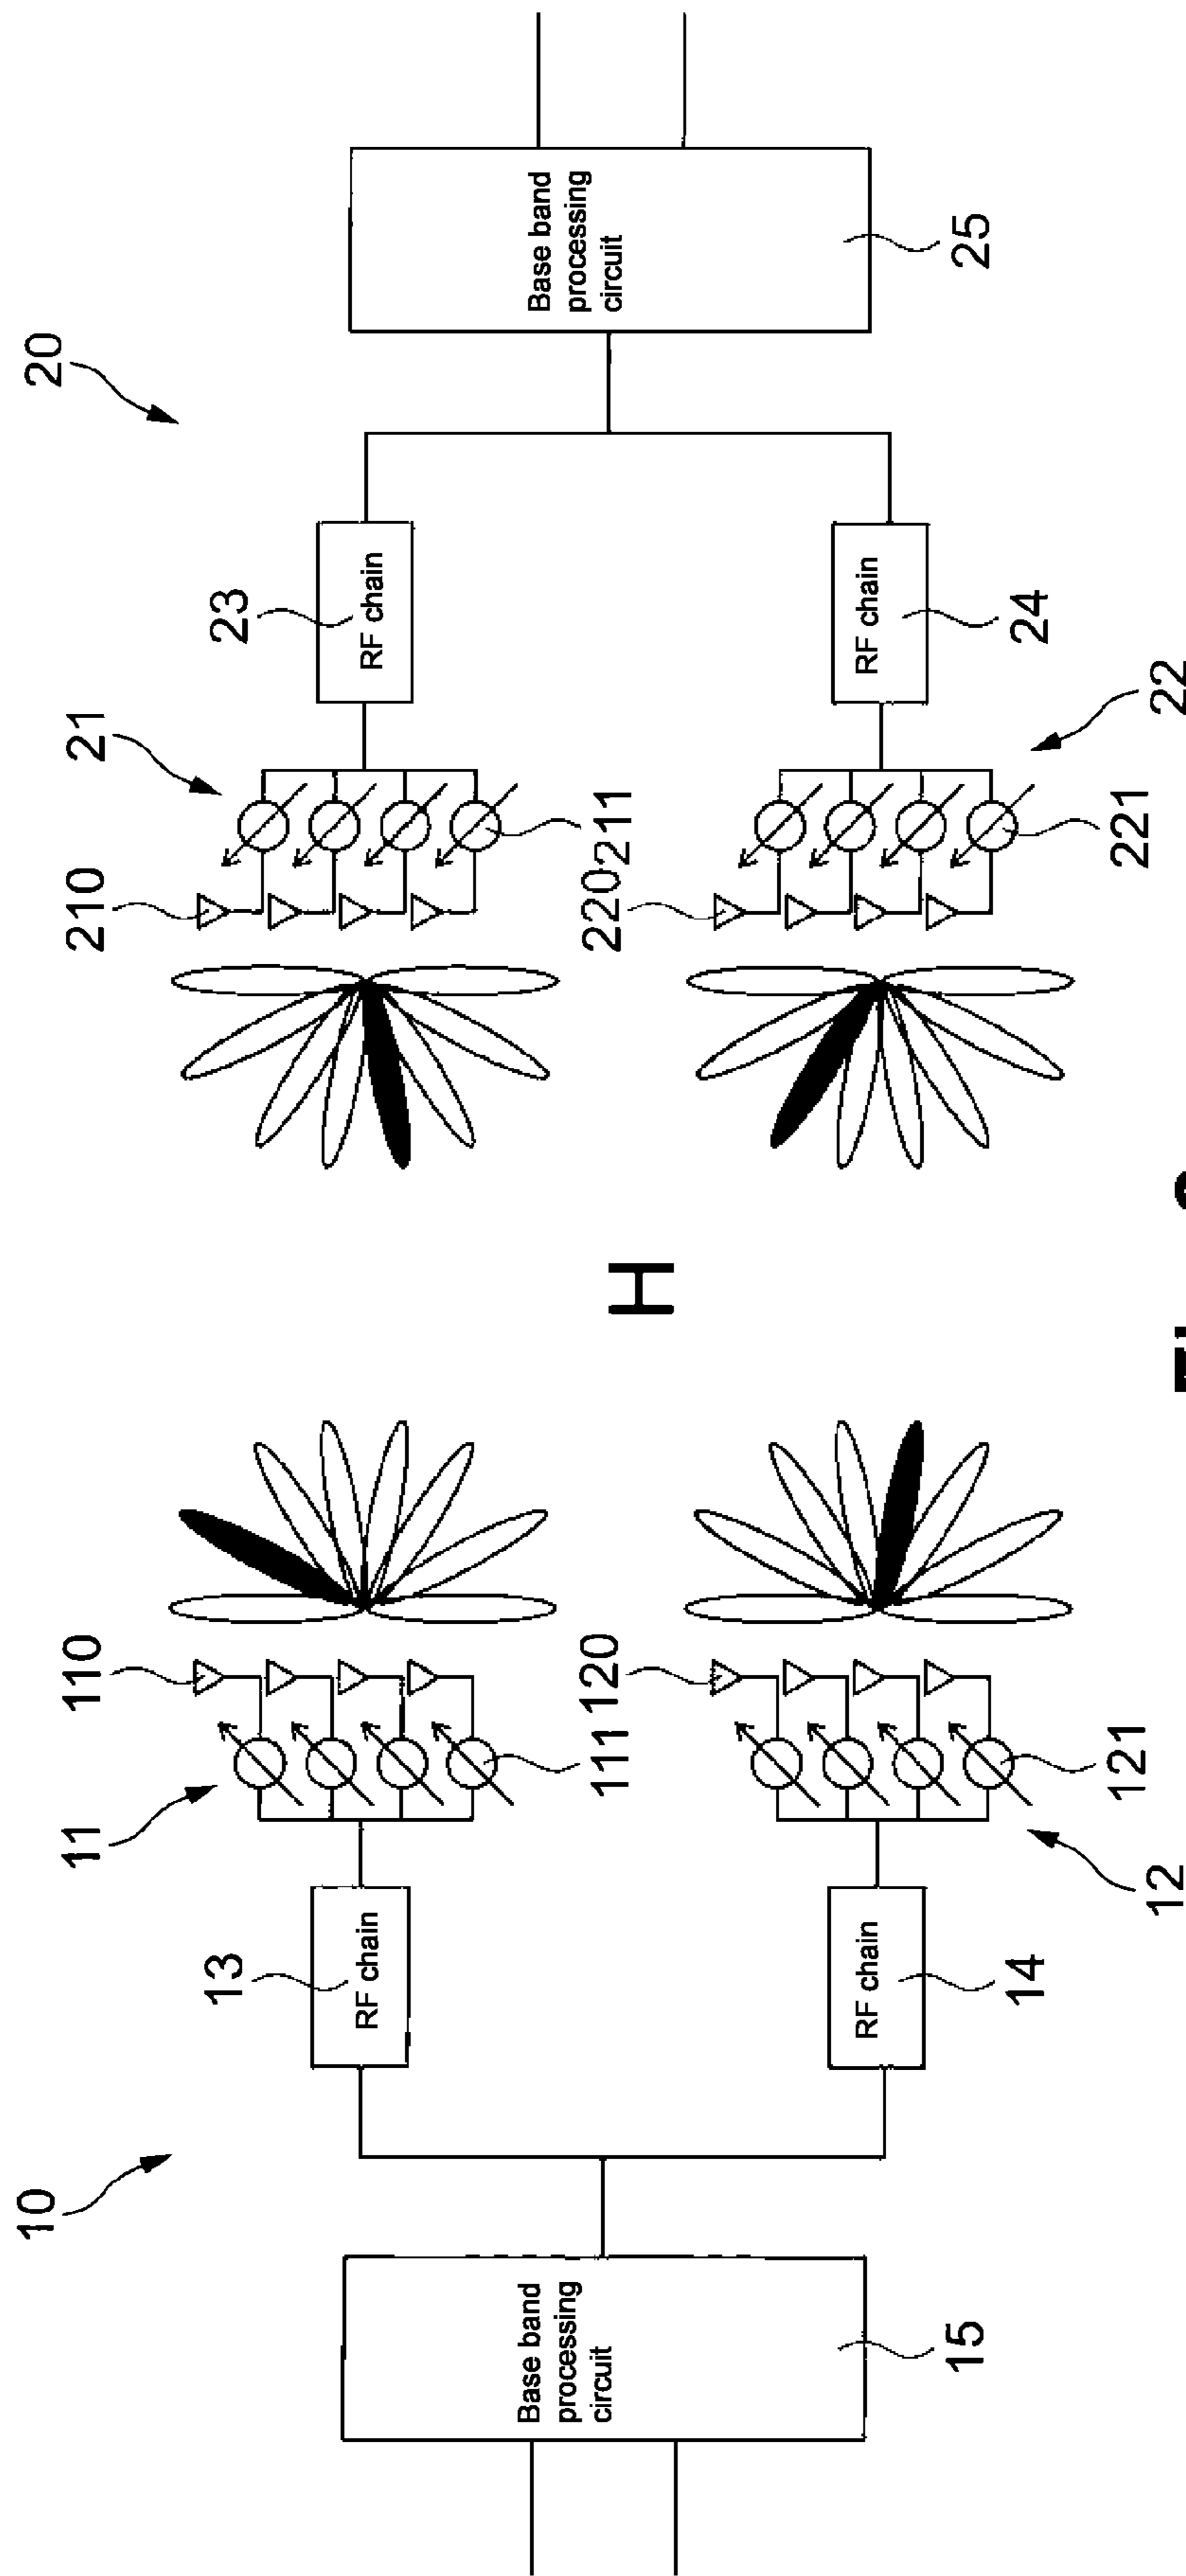 10
20
11
110
210
21
13
23
RF chain
RF chain
Base band
processing
circuit
Base band
processing
circuit
111
120
H
220
211
RF chain
RF chain
15
14
24
25
121
221
12
22